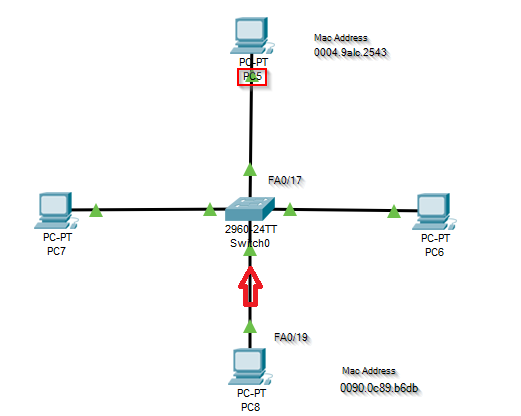 Mac Address
0004.9alc.2543
PC-PT
PC5
FA0/17
2960-24TT
Switch0
PC-PT
PC7
PC-PT
PC6
FA0/19
PC-PT
PC8
Mac Address
0090.0c89.b6db